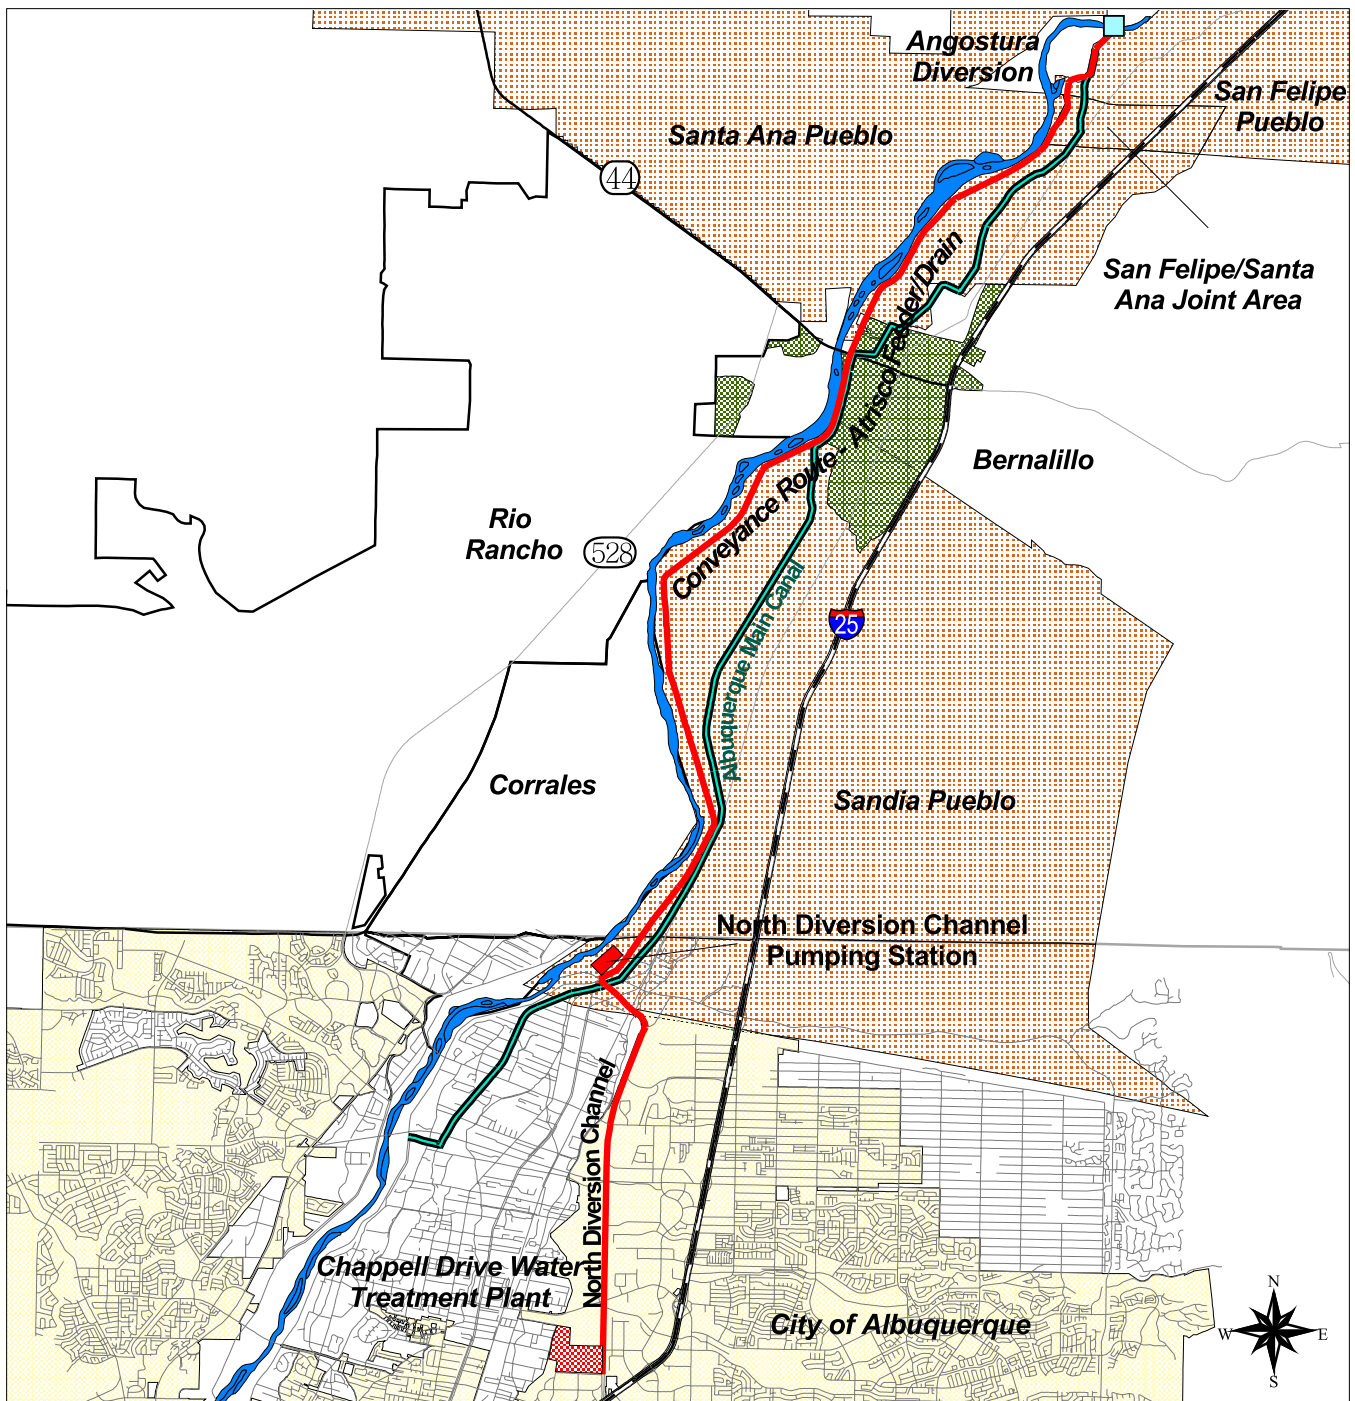 Angostura
Diversion
San Felipe
Pueblo
Santa Ana Pueblo
44
San Felipe/Santa
Ana Joint Area
Conveyance Route - Atrisco Feeder/Drain
Bernalillo
Rio
Rancho
528
25
Albuquerque Main Canal
Corrales
Sandia Pueblo
North Diversion Channel
Pumping Station
North Diversion Channel
Chappell Drive Water
Treatment Plant
City of Albuquerque
N
W
E
S